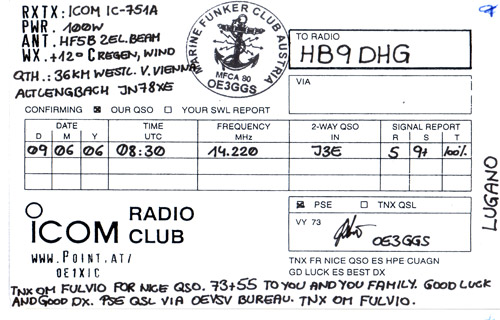 RXTX: ICOM IC-751A
PWR. 100W
ANT. HF5B 2EL.BEAM
WX. +12° CREGEN, WIND
QTH.: 36KM WESTL. V. VIENNA
ACTLENGBACH JN78XE
MARINE FUNKER CLUB AUSTRIA
MFCA 80
OE3GGS
TO RADIO
HB9DHG
VIA
CONFIRMING ☒ OUR QSO ☐ YOUR SWL REPORT
DATE TIME FREQUENCY 2-WAY QSO SIGNAL REPORT
D M Y UTC MHz IN R S T
09 06 06 08:30 14.220 J3E 5 9+ 100%
LUGANO
ICOM RADIO CLUB
www.Point.at/
OE1XIC
☒ PSE ☐ TNX QSL
VY 73
OE3GGS
TNX FR NICE QSO ES HPE CUAGN
GD LUCK ES BEST DX
TNX OM FULVIO FOR NICE QSO. 73+55 TO YOU AND YOU FAMILY. GOOD LUCK
AND GOOD DX. PSE QSL VIA OEVSV BUREAU. TNX OM FULVIO.